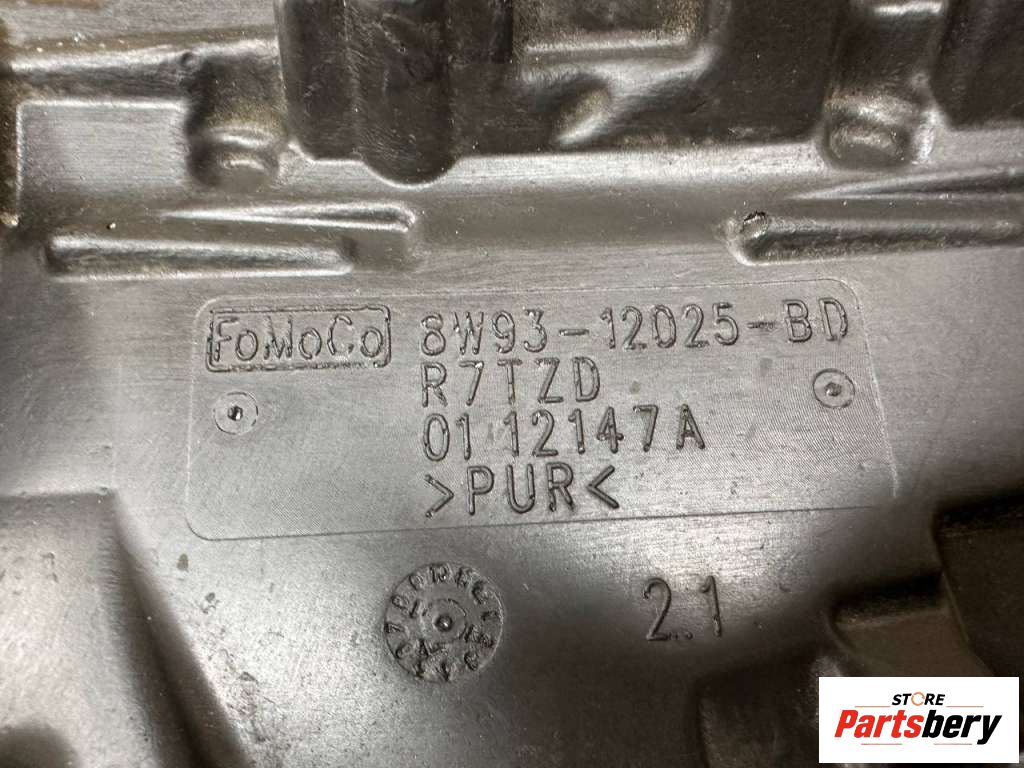 FoMoCo 8W93-12025-BD
R7TZD
01 12147A
>PUR<
2.1
STORE
Partsbery